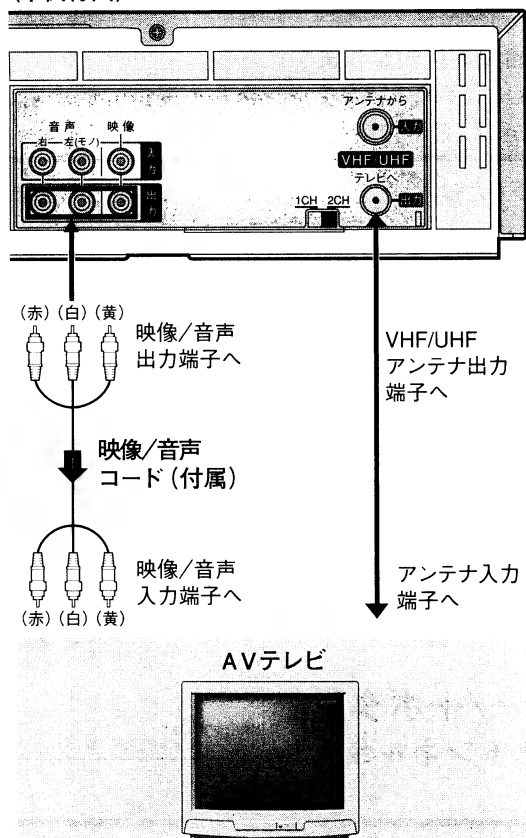 アンテナから
入力
音声 映像
右 左(モノ)
入力
VHF/UHF
テレビへ
出力
1CH 2CH
出力
(赤)(白)(黄)
映像/音声
出力端子へ
VHF/UHF
アンテナ出力
端子へ
映像/音声
コード(付属)
映像/音声
入力端子へ
(赤)(白)(黄)
アンテナ入力
端子へ
AVテレビ